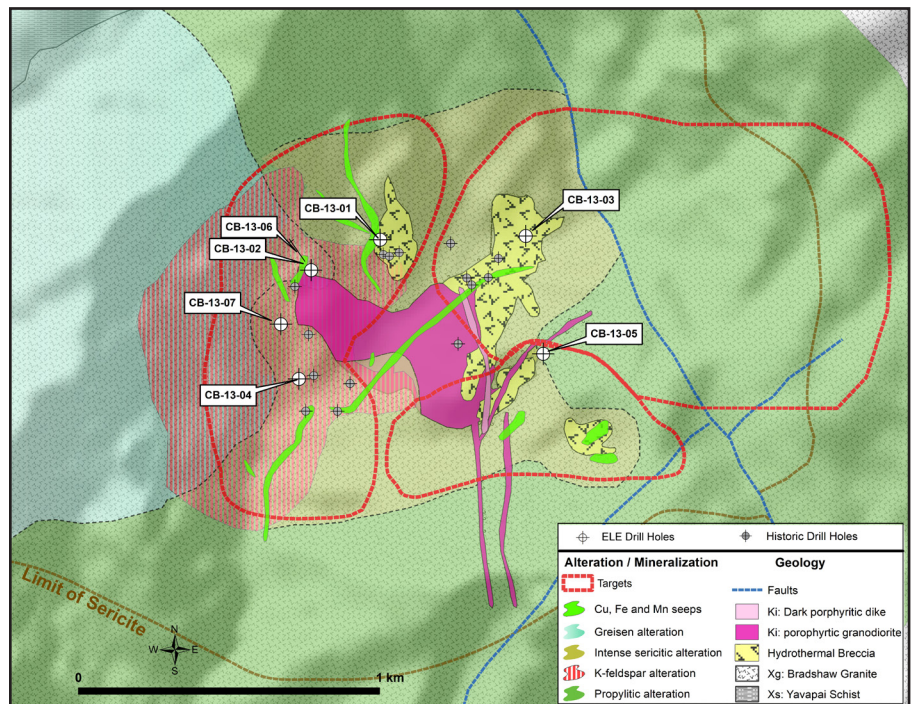 CB-13-01
CB-13-03
CB-13-06
CB-13-02
CB-13-07
CB-13-05
CB-13-04
Limit of Sericite
N
W E
S
0 1 km
ELE Drill Holes
Historic Drill Holes
Alteration / Mineralization
Targets
Cu, Fe and Mn seeps
Greisen alteration
Intense sericitic alteration
K-feldspar alteration
Propylitic alteration
Geology
Faults
Ki: Dark porphyritic dike
Ki: porophyrtic granodiorite
Hydrothermal Breccia
Xg: Bradshaw Granite
Xs: Yavapai Schist